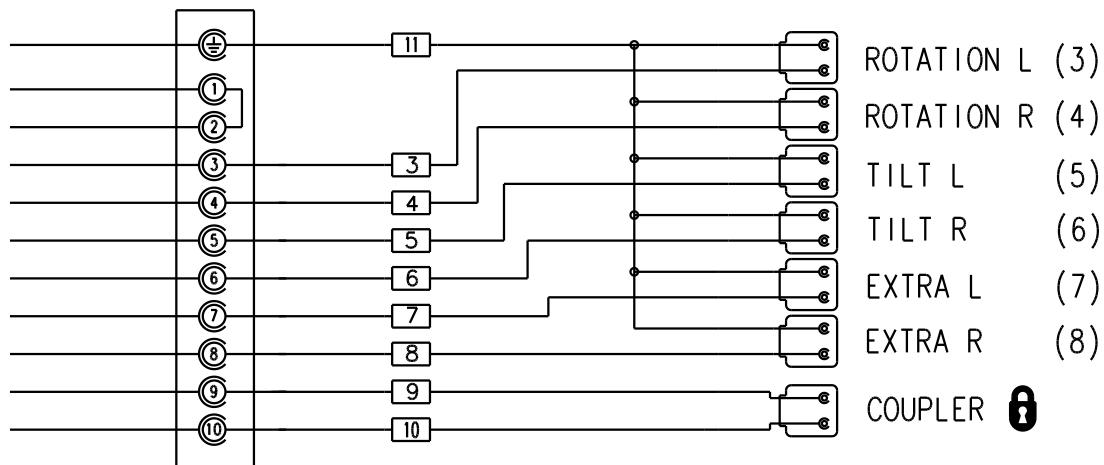 11
ROTATION L (3)
1
ROTATION R (4)
2
3 3
TILT L (5)
4 4
TILT R (6)
5 5
6 6
EXTRA L (7)
7 7
EXTRA R (8)
8 8
9 9
COUPLER
10 10